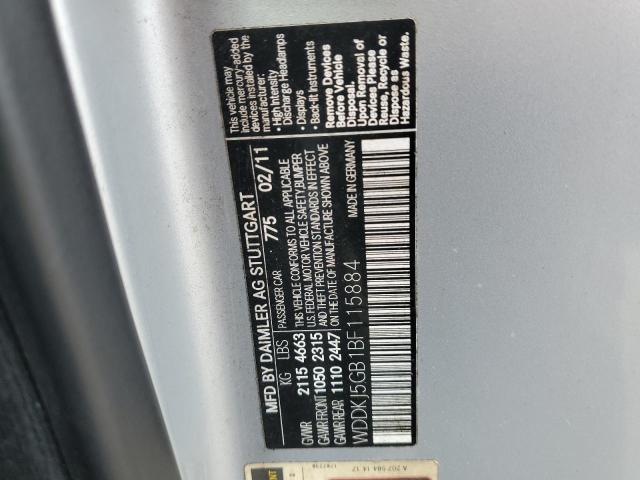 MFD BY DAIMLER AG STUTTGART
775 02/11
KG LBS PASSENGER CAR
GVWR 2115 4663 THIS VEHICLE CONFORMS TO ALL APPLICABLE
GAWR FRONT 1050 2315 U.S. FEDERAL MOTOR VEHICLE SAFETY, BUMPER
GAWR REAR 1110 2447 AND THEFT PREVENTION STANDARDS IN EFFECT
ON THE DATE OF MANUFACTURE SHOWN ABOVE
WDDKJ5GB1BF115884
MADE IN GERMANY
This vehicle may
include mercury-added
devices installed by the
manufacturer:
• High Intensity
Discharge Headlamps
• Displays
• Back-lit Instruments
Remove Devices
Before Vehicle
Disposal.
Upon Removal of
Devices Please
Reuse, Recycle or
Dispose as
Hazardous Waste.
A 207 584 14 17